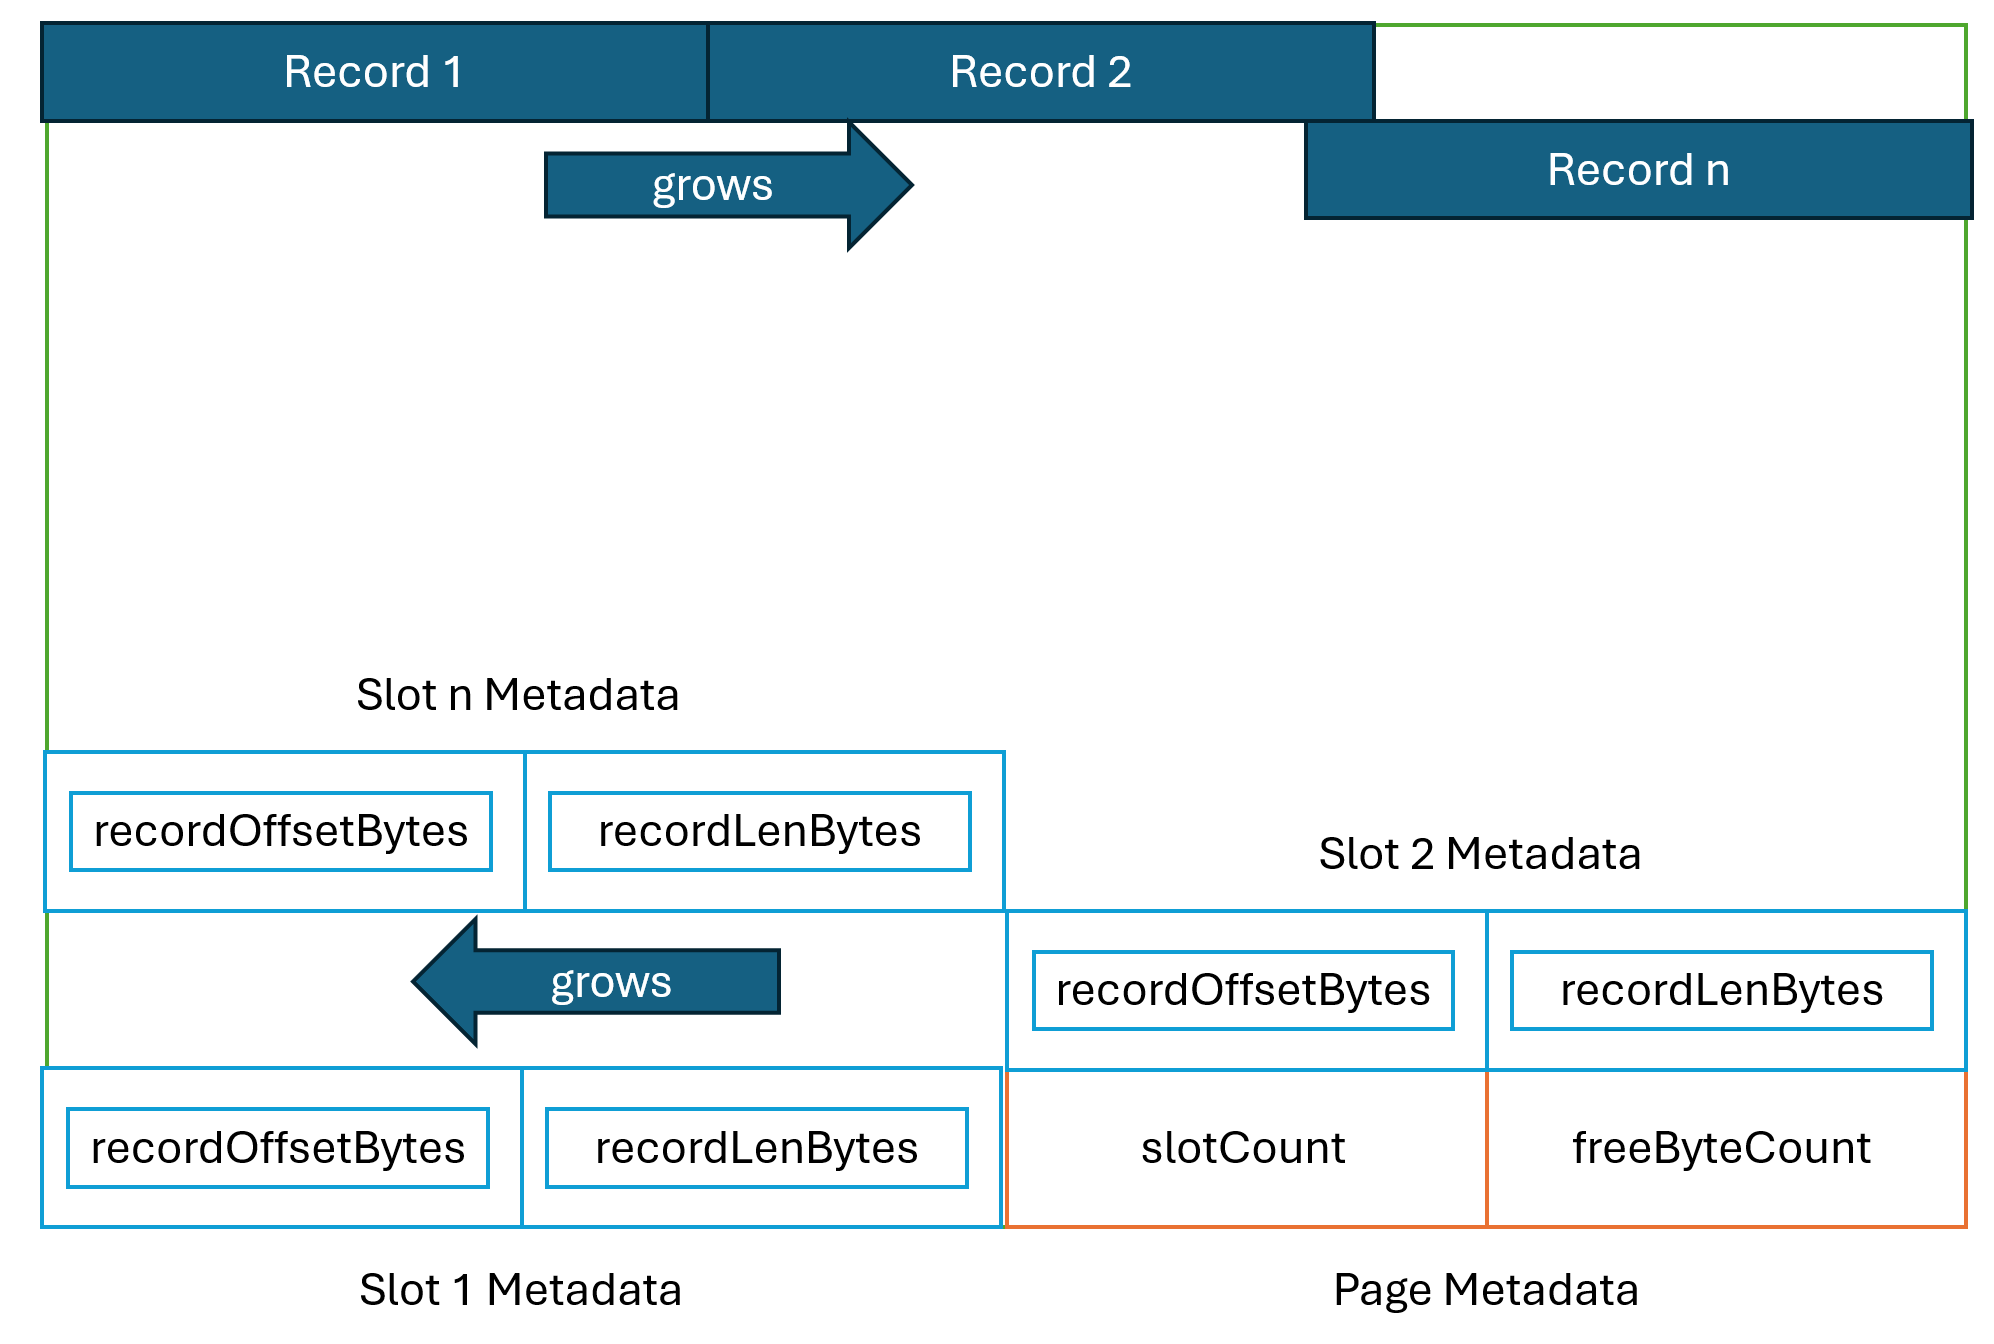 Record 1
Record 2
Record n
grows
Slot n Metadata
recordOffsetBytes
recordLenBytes
Slot 2 Metadata
grows
recordOffsetBytes
recordLenBytes
recordOffsetBytes
recordLenBytes
slotCount
freeByteCount
Slot 1 Metadata
Page Metadata